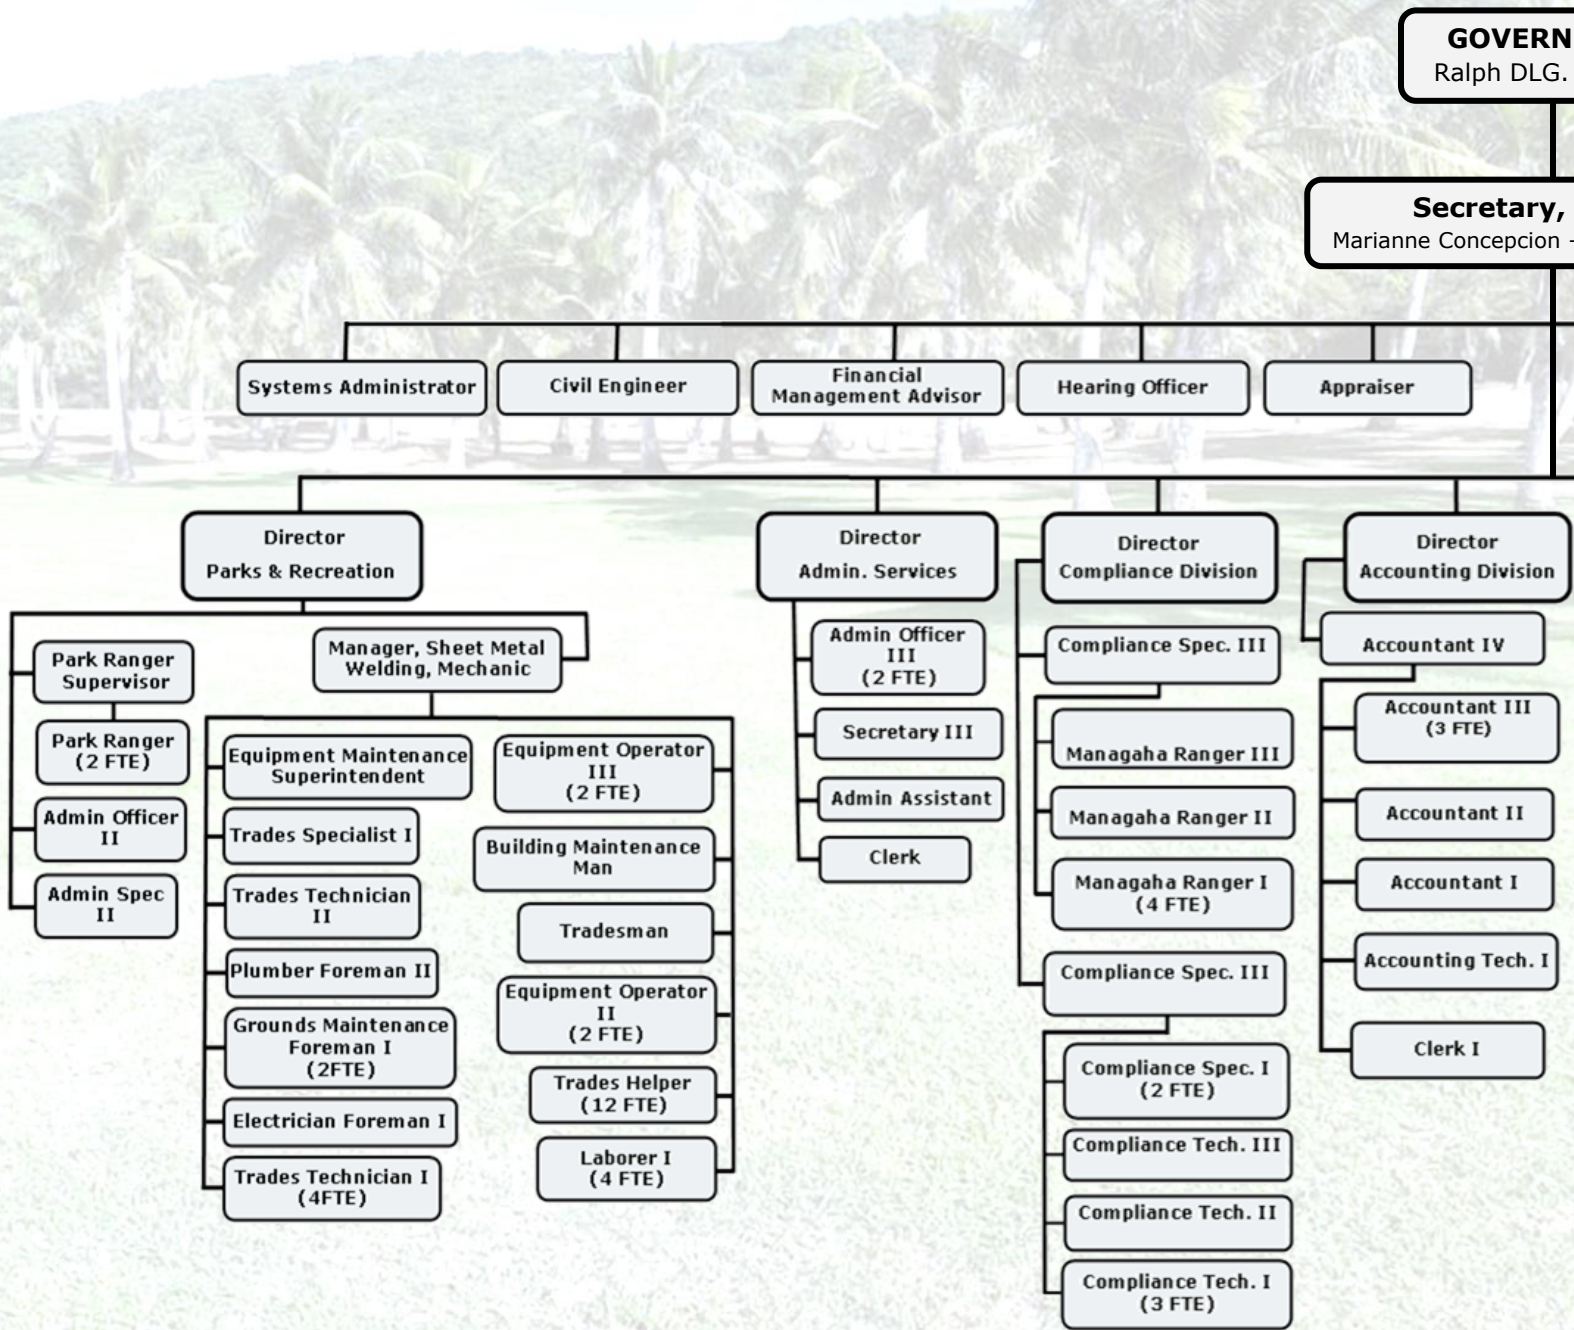 GOVERN
Ralph DLG.
Secretary,
Marianne Concepcion -
Systems Administrator
Civil Engineer
Financial
Management Advisor
Hearing Officer
Appraiser
Director
Parks & Recreation
Park Ranger
Supervisor
Park Ranger
(2 FTE)
Admin Officer
II
Admin Spec
II
Manager, Sheet Metal
Welding, Mechanic
Equipment Maintenance
Superintendent
Trades Specialist I
Trades Technician
II
Plumber Foreman II
Grounds Maintenance
Foreman I
(2FTE)
Electrician Foreman I
Trades Technician I
(4FTE)
Equipment Operator
III
(2 FTE)
Building Maintenance
Man
Tradesman
Equipment Operator
II
(2 FTE)
Trades Helper
(12 FTE)
Laborer I
(4 FTE)
Director
Admin. Services
Admin Officer
III
(2 FTE)
Secretary III
Admin Assistant
Clerk
Director
Compliance Division
Compliance Spec. III
Managaha Ranger III
Managaha Ranger II
Managaha Ranger I
(4 FTE)
Compliance Spec. III
Compliance Spec. I
(2 FTE)
Compliance Tech. III
Compliance Tech. II
Compliance Tech. I
(3 FTE)
Director
Accounting Division
Accountant IV
Accountant III
(3 FTE)
Accountant II
Accountant I
Accounting Tech. I
Clerk I